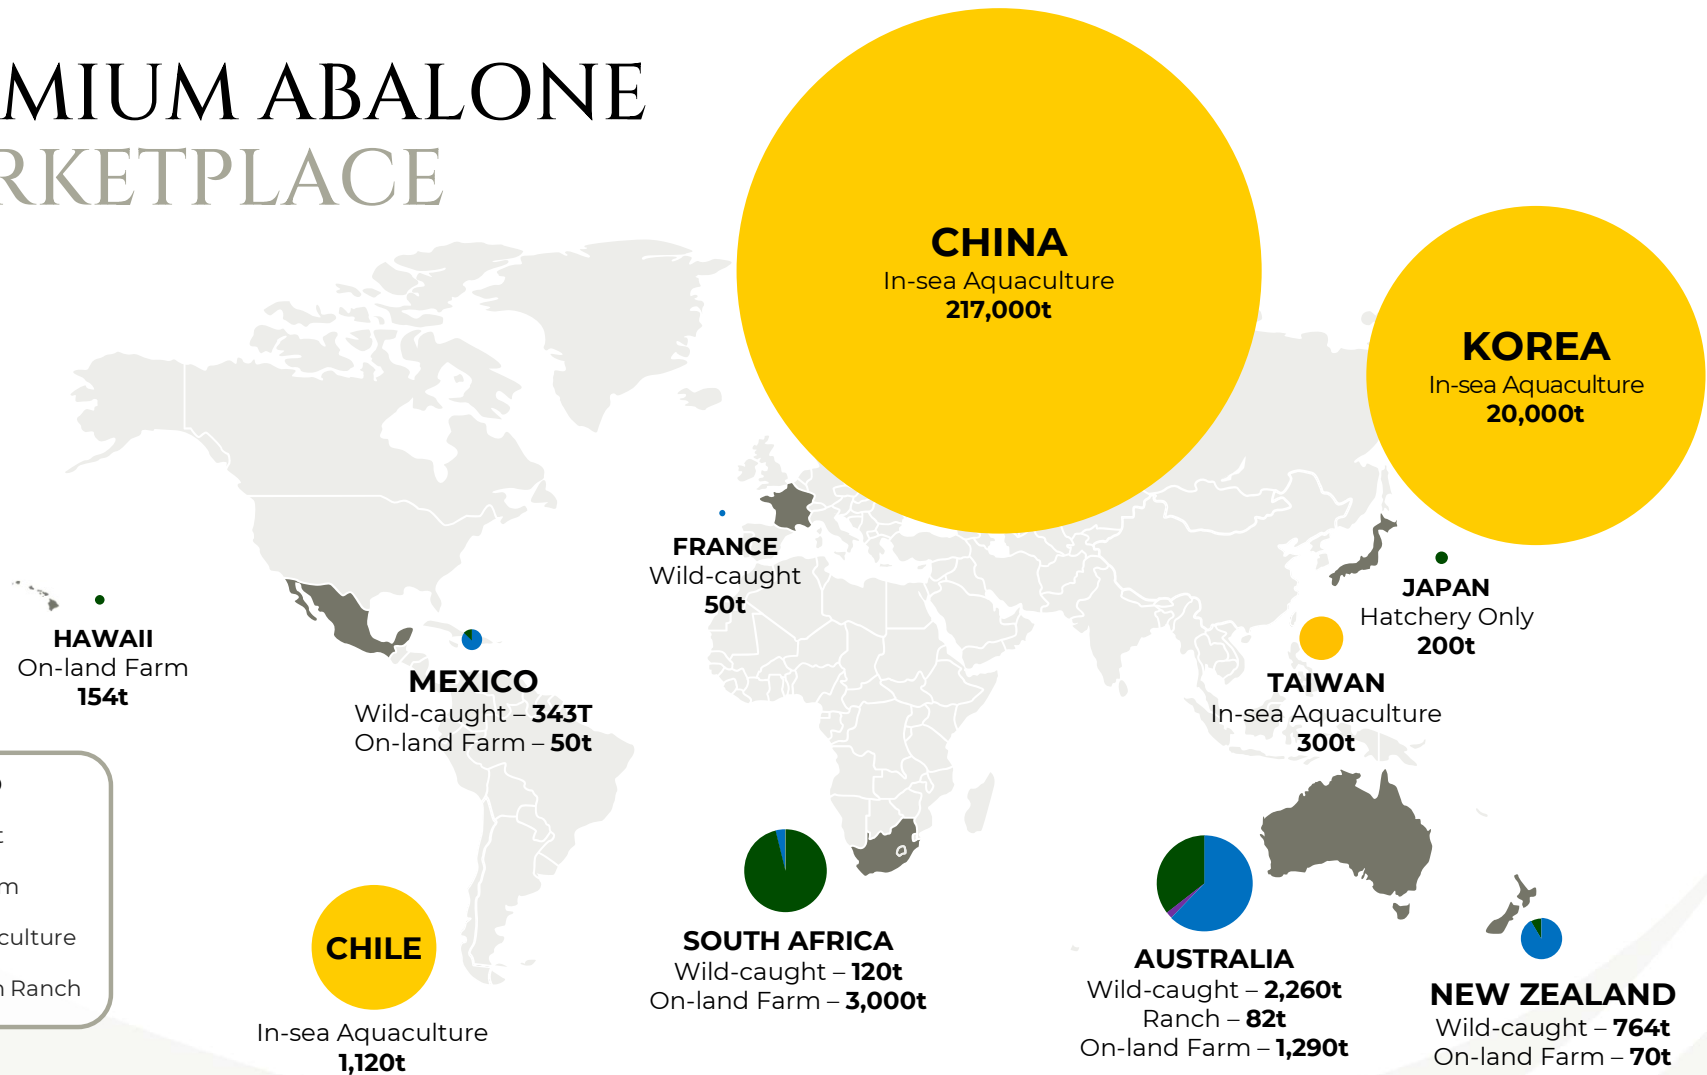 MIUM ABALONE
RKETPLACE
CHINA
In-sea Aquaculture
217,000t
KOREA
In-sea Aquaculture
20,000t
FRANCE
Wild-caught
50t
JAPAN
Hatchery Only
200t
HAWAII
On-land Farm
154t
MEXICO
Wild-caught – 343T
On-land Farm – 50t
TAIWAN
In-sea Aquaculture
300t
culture
n Ranch
CHILE
In-sea Aquaculture
1,120t
SOUTH AFRICA
Wild-caught – 120t
On-land Farm – 3,000t
AUSTRALIA
Wild-caught – 2,260t
Ranch – 82t
On-land Farm – 1,290t
NEW ZEALAND
Wild-caught – 764t
On-land Farm – 70t